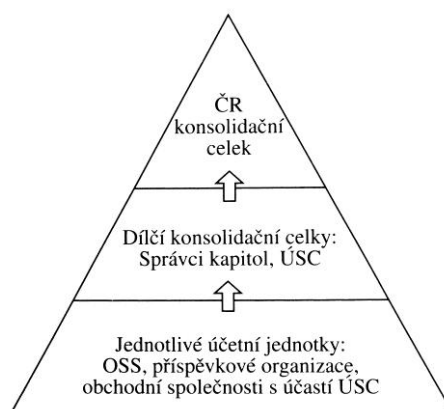 ČR
konsolidační
celek
Dílčí konsolidační celky:
Správci kapitol, ÚSC
Jednotlivé účetní jednotky:
OSS, příspěvkové organizace,
obchodní společnosti s účastí ÚSC